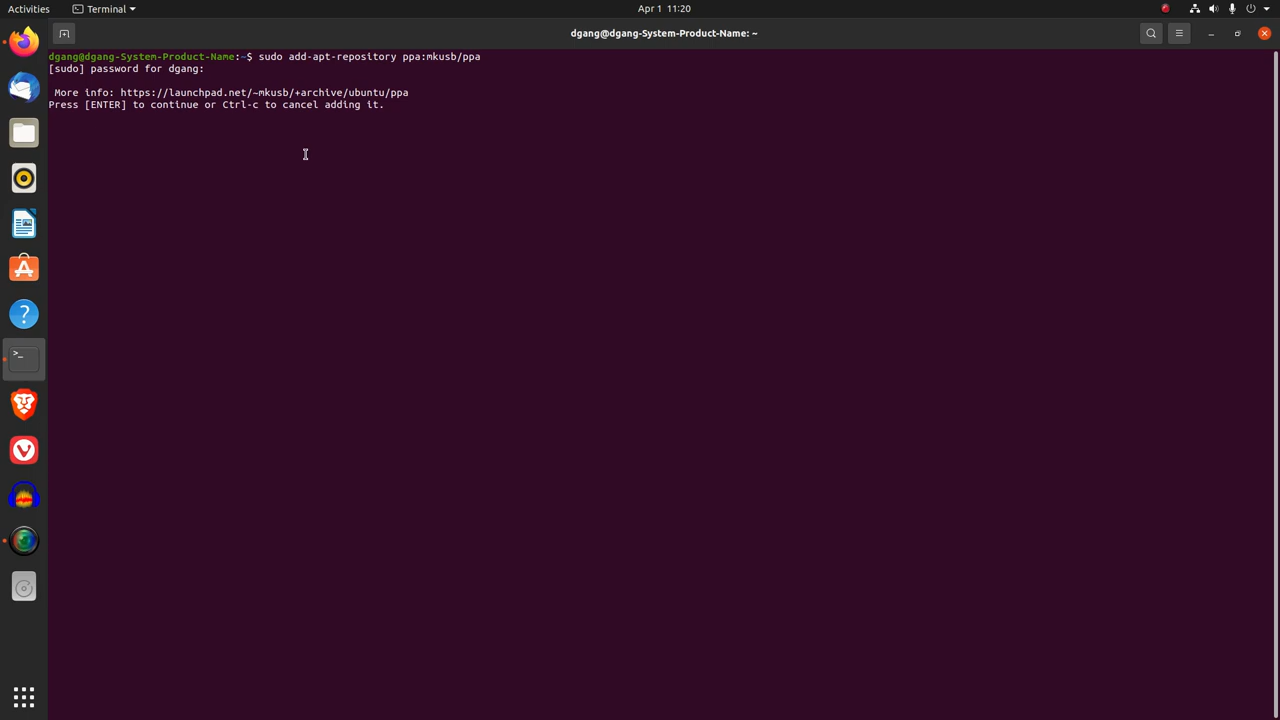 Activities
Terminal
Apr 1 11:20
dgang@dgang-System-Product-Name: ~
dgang@dgang-System-Product-Name:~$ sudo add-apt-repository ppa:mkusb/ppa
[sudo] password for dgang:
More info: https://launchpad.net/~mkusb/+archive/ubuntu/ppa
Press [ENTER] to continue or Ctrl-c to cancel adding it.